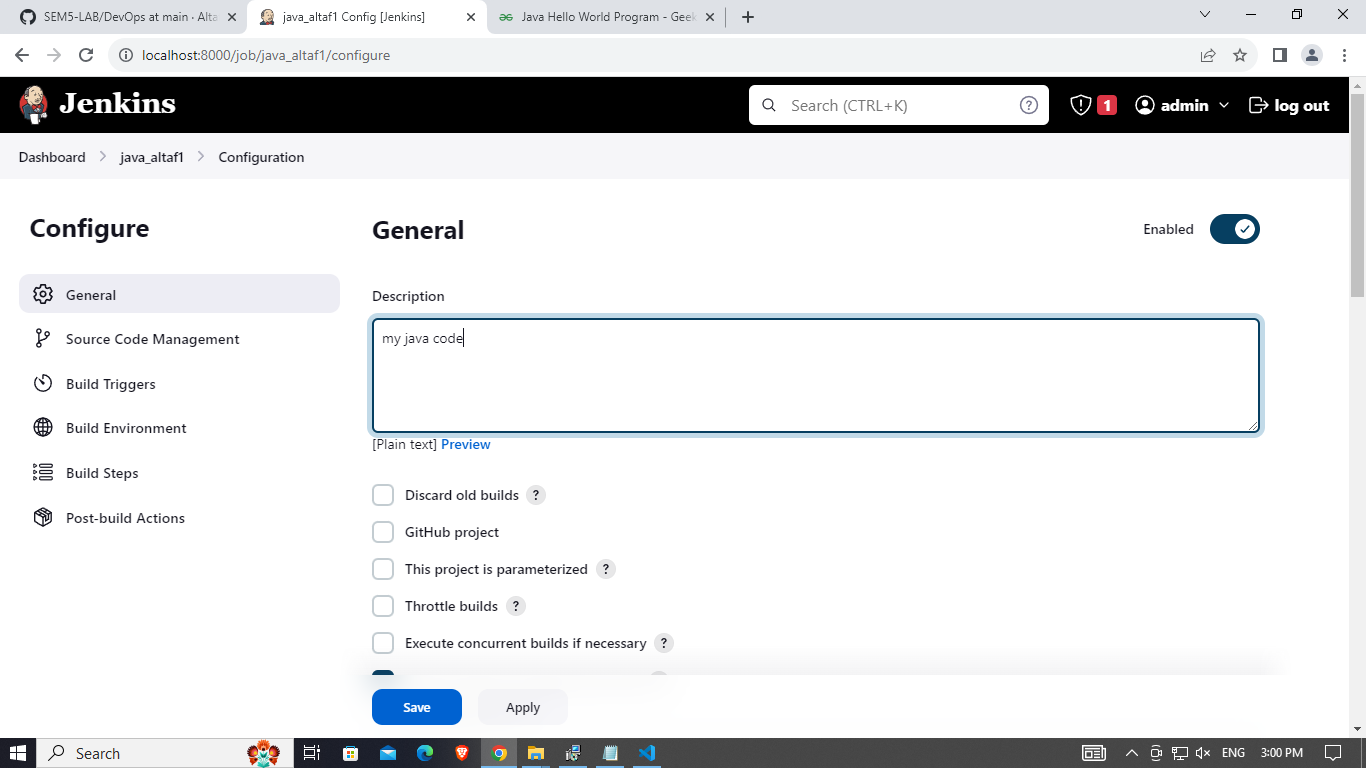 SEM5-LAB/DevOps at main · Alta
java_altaf1 Config [Jenkins]
Java Hello World Program - Geek
localhost:8000/job/java_altaf1/configure
Jenkins
Search (CTRL+K)
?
1
admin
log out
Dashboard
java_altaf1
Configuration
Configure
General
Source Code Management
Build Triggers
Build Environment
Build Steps
Post-build Actions
General
Enabled
Description
my java code
[Plain text] Preview
Discard old builds ?
GitHub project
This project is parameterized ?
Throttle builds ?
Execute concurrent builds if necessary ?
Save
Apply
Search
ENG
3:00 PM